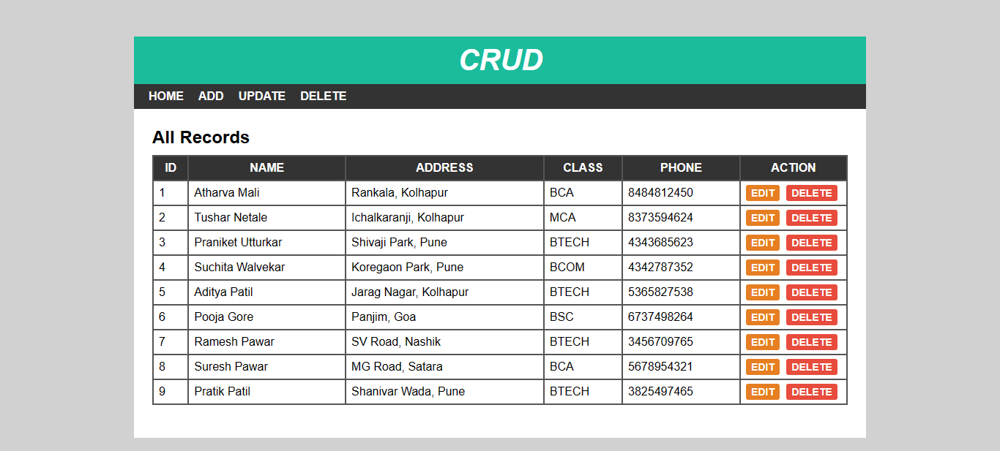 CRUD
HOME ADD UPDATE DELETE
All Records
ID NAME ADDRESS CLASS PHONE ACTION
1 Atharva Mali Rankala, Kolhapur BCA 8484812450 EDIT DELETE
2 Tushar Netale Ichalkaranji, Kolhapur MCA 8373594624 EDIT DELETE
3 Praniket Utturkar Shivaji Park, Pune BTECH 4343685623 EDIT DELETE
4 Suchita Walvekar Koregaon Park, Pune BCOM 4342787352 EDIT DELETE
5 Aditya Patil Jarag Nagar, Kolhapur BTECH 5365827538 EDIT DELETE
6 Pooja Gore Panjim, Goa BSC 6737498264 EDIT DELETE
7 Ramesh Pawar SV Road, Nashik BTECH 3456709765 EDIT DELETE
8 Suresh Pawar MG Road, Satara BCA 5678954321 EDIT DELETE
9 Pratik Patil Shanivar Wada, Pune BTECH 3825497465 EDIT DELETE